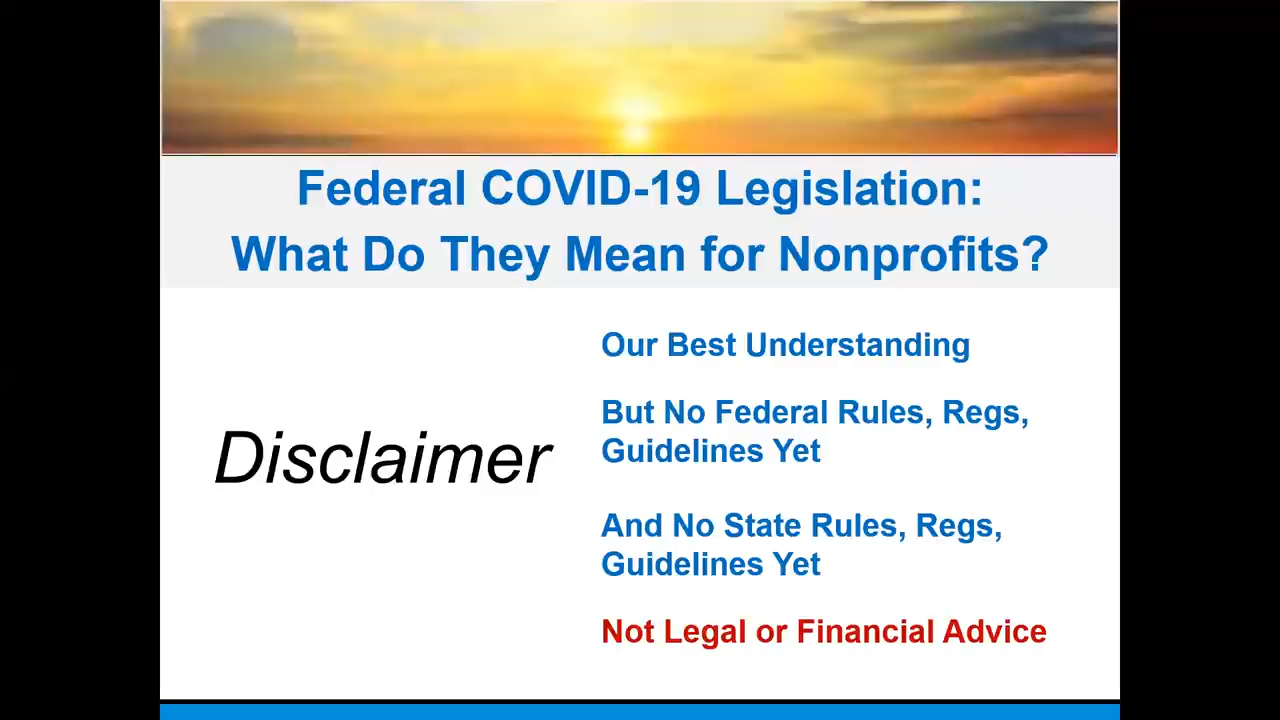 Federal COVID-19 Legislation:
What Do They Mean for Nonprofits?
Disclaimer
Our Best Understanding
But No Federal Rules, Regs,
Guidelines Yet
And No State Rules, Regs,
Guidelines Yet
Not Legal or Financial Advice